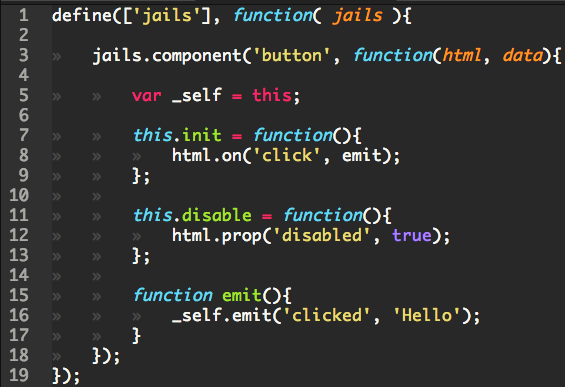 1 define(['jails'], function( jails ){
2
3 » jails.component('button', function(html, data){
4
5 » » var _self = this;
6
7 » » this.init = function(){
8 » » » html.on('click', emit);
9 » » };
10 » »
11 » » this.disable = function(){
12 » » » html.prop('disabled', true);
13 » » };
14 » »
15 » » function emit(){
16 » » » _self.emit('clicked', 'Hello');
17 » » }
18 » });
19 });